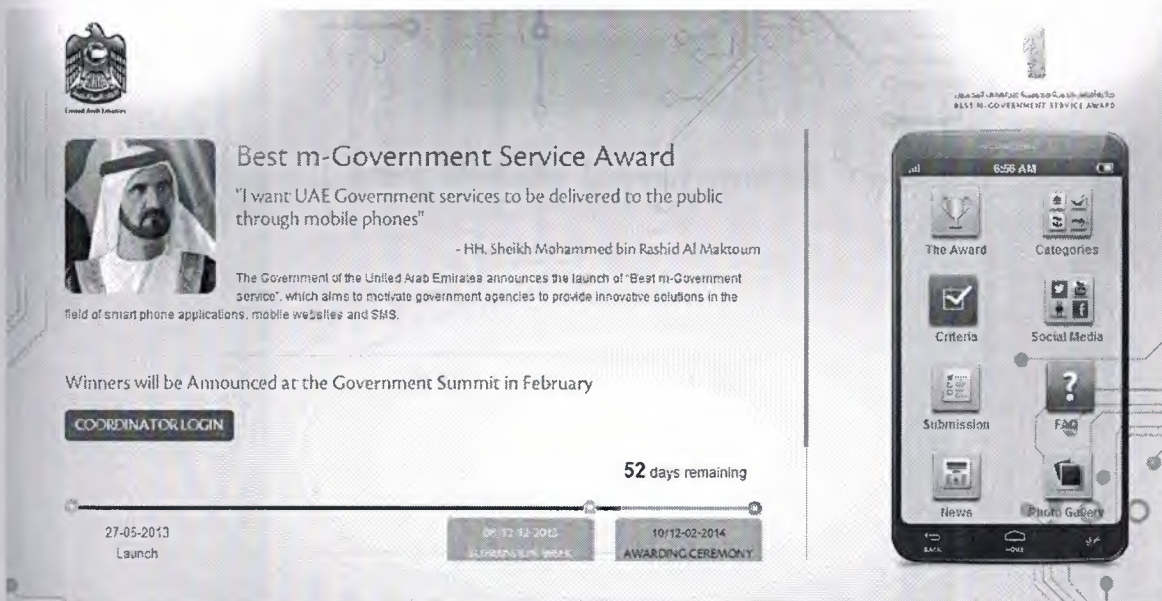 United Arab Emirates
BEST M-GOVERNMENT SERVICE AWARD
Best m-Government Service Award
"I want UAE Government services to be delivered to the public
through mobile phones"
- HH. Sheikh Mohammed bin Rashid Al Maktoum
The Government of the United Arab Emirates announces the launch of "Best m-Government
service", which aims to motivate government agencies to provide innovative solutions in the
field of smart phone applications, mobile websites and SMS.
Winners will be Announced at the Government Summit in February
COORDINATOR LOGIN
52 days remaining
27-05-2013
Launch
10/12-02-2014
AWARDING CEREMONY
6:56 AM
The Award
Categories
Criteria
Social Media
Submission
FAQ
News
Photo Gallery
BACK
HOME